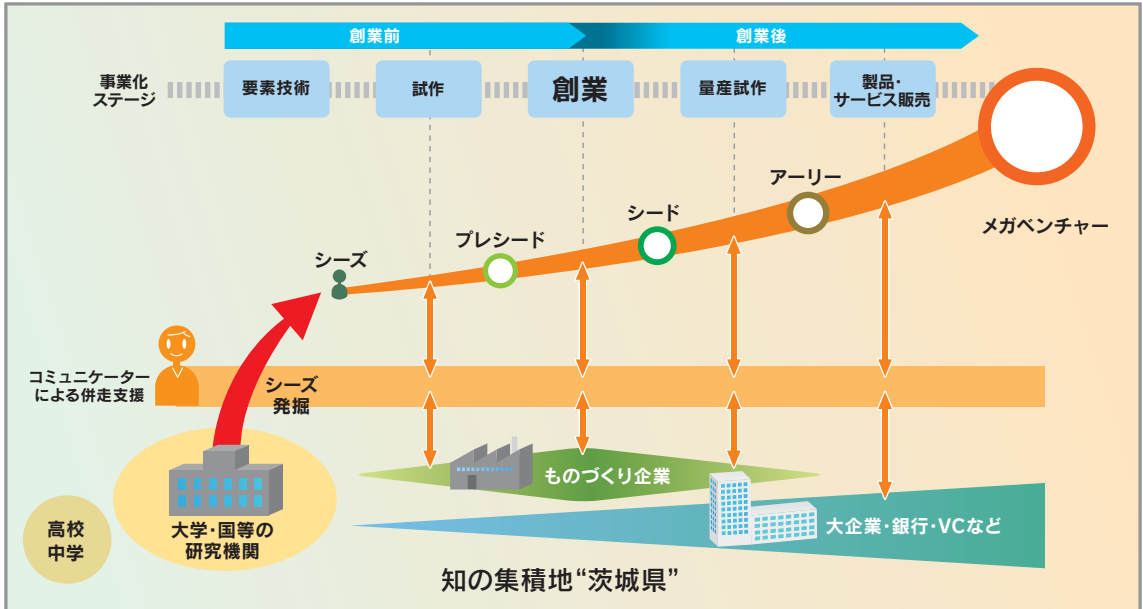 創業前
創業後
事業化
ステージ
要素技術
試作
創業
量産試作
製品・
サービス販売
アーリー
シード
プレシード
シーズ
メガベンチャー
コミュニケーター
による併走支援
シーズ
発掘
ものづくり企業
大企業・銀行・VCなど
高校
中学
大学・国等の
研究機関
知の集積地“茨城県”